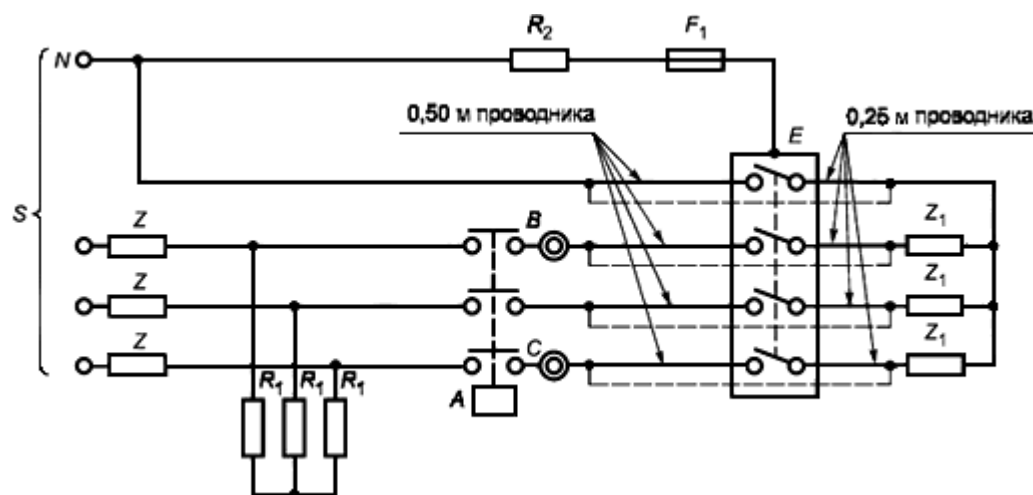 R₂ F₁
N
0,50 м проводника E 0,25 м проводника
S
Z B Z₁
Z Z₁
Z C Z₁
R₁ R₁ R₁ A